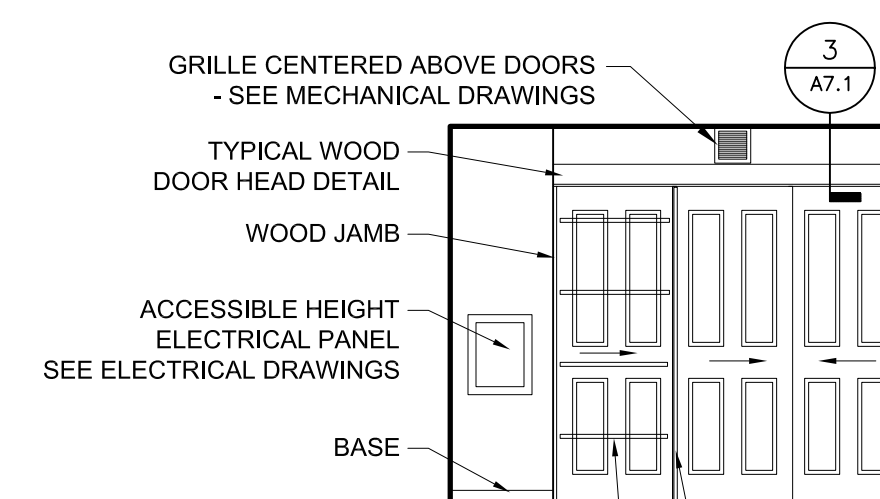 GRILLE CENTERED ABOVE DOORS
- SEE MECHANICAL DRAWINGS
3
A7.1
TYPICAL WOOD
DOOR HEAD DETAIL
WOOD JAMB
ACCESSIBLE HEIGHT
ELECTRICAL PANEL
SEE ELECTRICAL DRAWINGS
BASE